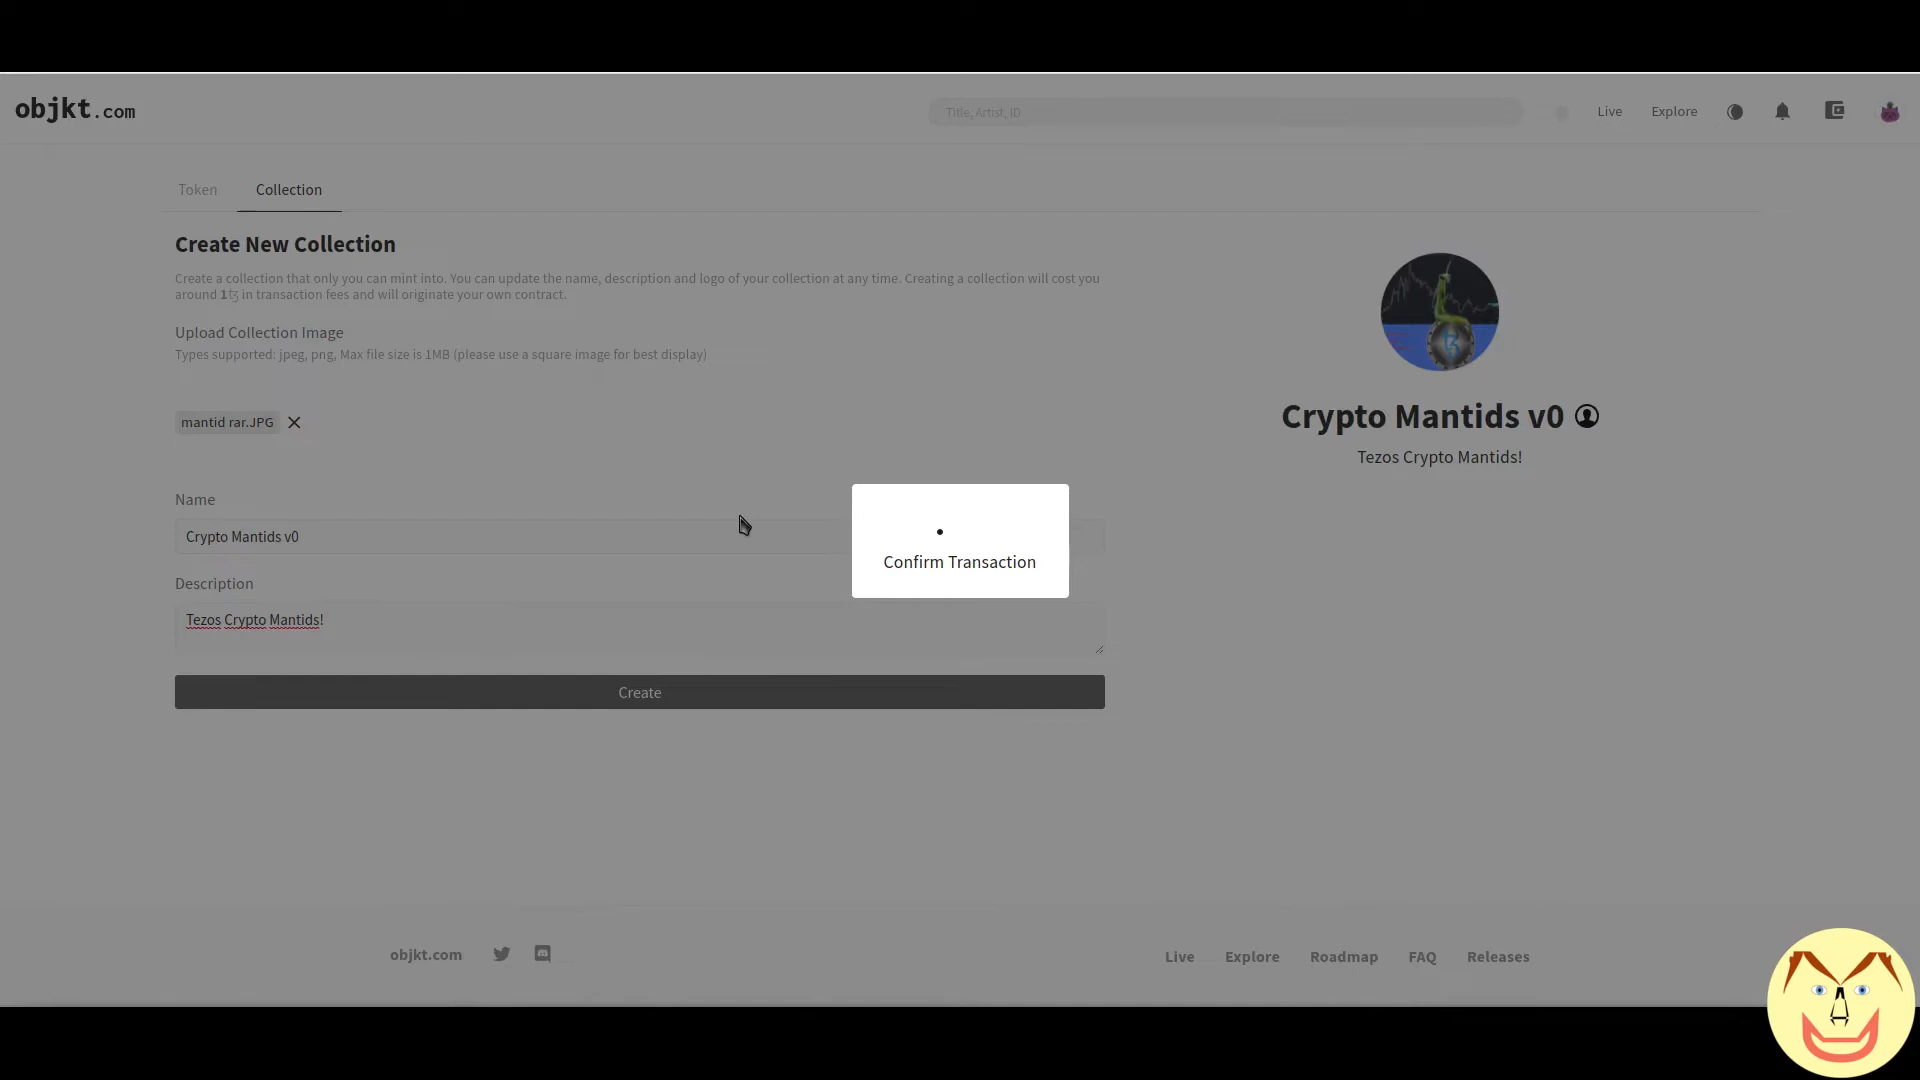 objkt.com
Title, Artist, ID
Live
Explore
Token
Collection
Create New Collection
Create a collection that only you can mint into. You can update the name, description and logo of your collection at any time. Creating a collection will cost you
around 1ꜩ in transaction fees and will originate your own contract.
Upload Collection Image
Types supported: jpeg, png, Max file size is 1MB (please use a square image for best display)
mantid rar.JPG
Name
Crypto Mantids v0
Description
Tezos Crypto Mantids!
Create
Crypto Mantids v0
Tezos Crypto Mantids!
Confirm Transaction
objkt.com
Live
Explore
Roadmap
FAQ
Releases